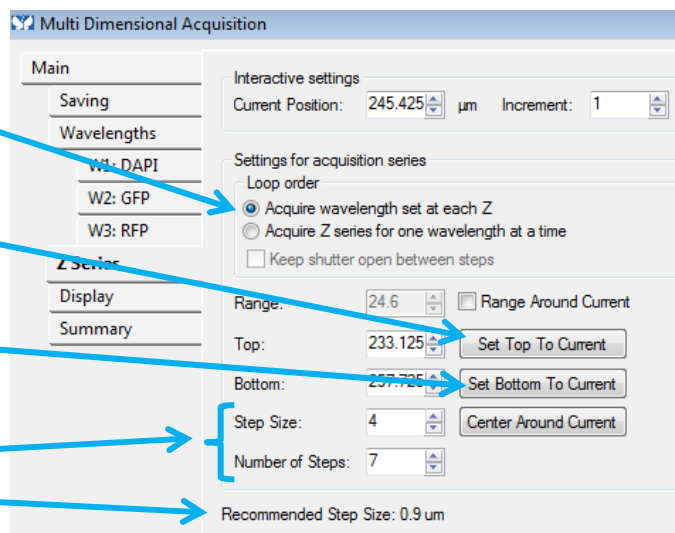 Multi Dimensional Acquisition
Main
Saving
Wavelengths
W1: DAPI
W2: GFP
W3: RFP
Z Series
Display
Summary
Interactive settings
Current Position: 245.425 µm Increment: 1
Settings for acquisition series
Loop order
Acquire wavelength set at each Z
Acquire Z series for one wavelength at a time
Keep shutter open between steps
Range: 24.6 Range Around Current
Top: 233.125 Set Top To Current
Bottom: 257.725 Set Bottom To Current
Step Size: 4 Center Around Current
Number of Steps: 7
Recommended Step Size: 0.9 um